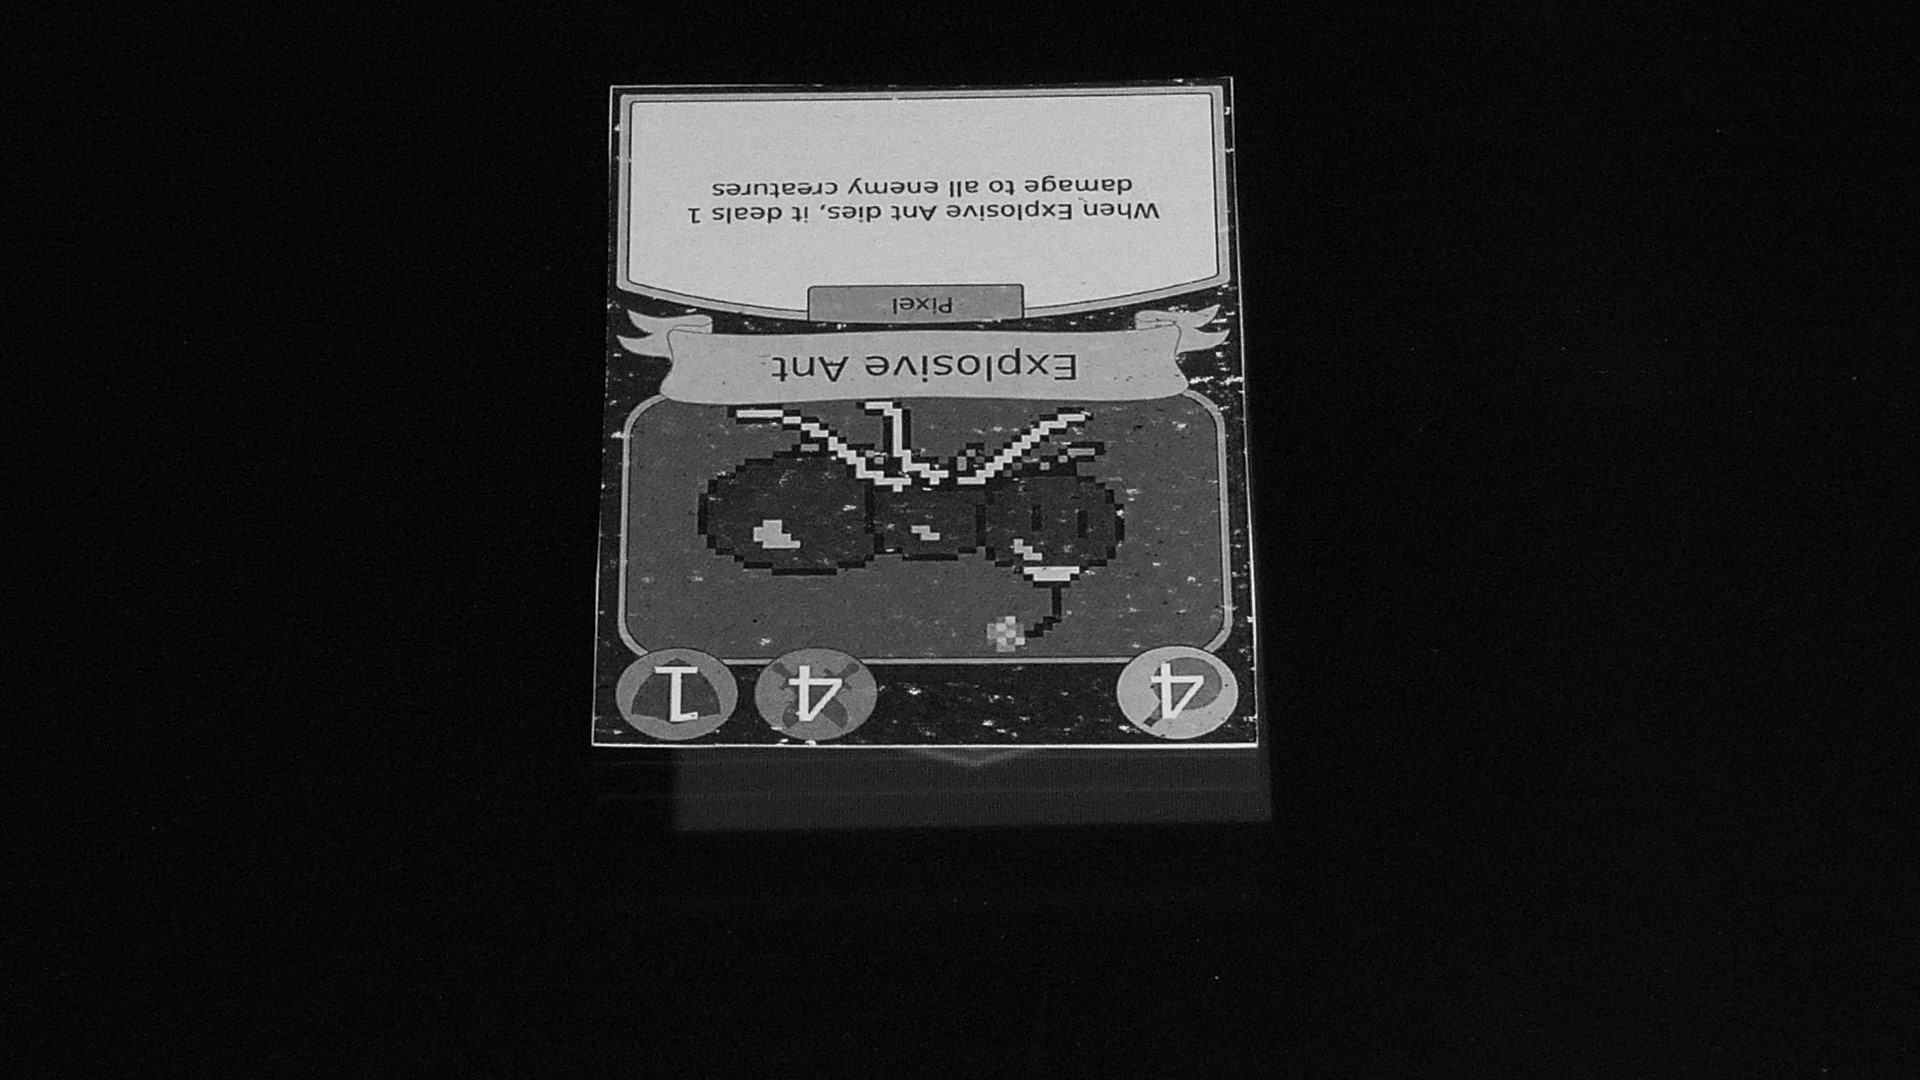 4 4 1
Explosive Ant
Pixel
When Explosive Ant dies, it deals 1
damage to all enemy creatures